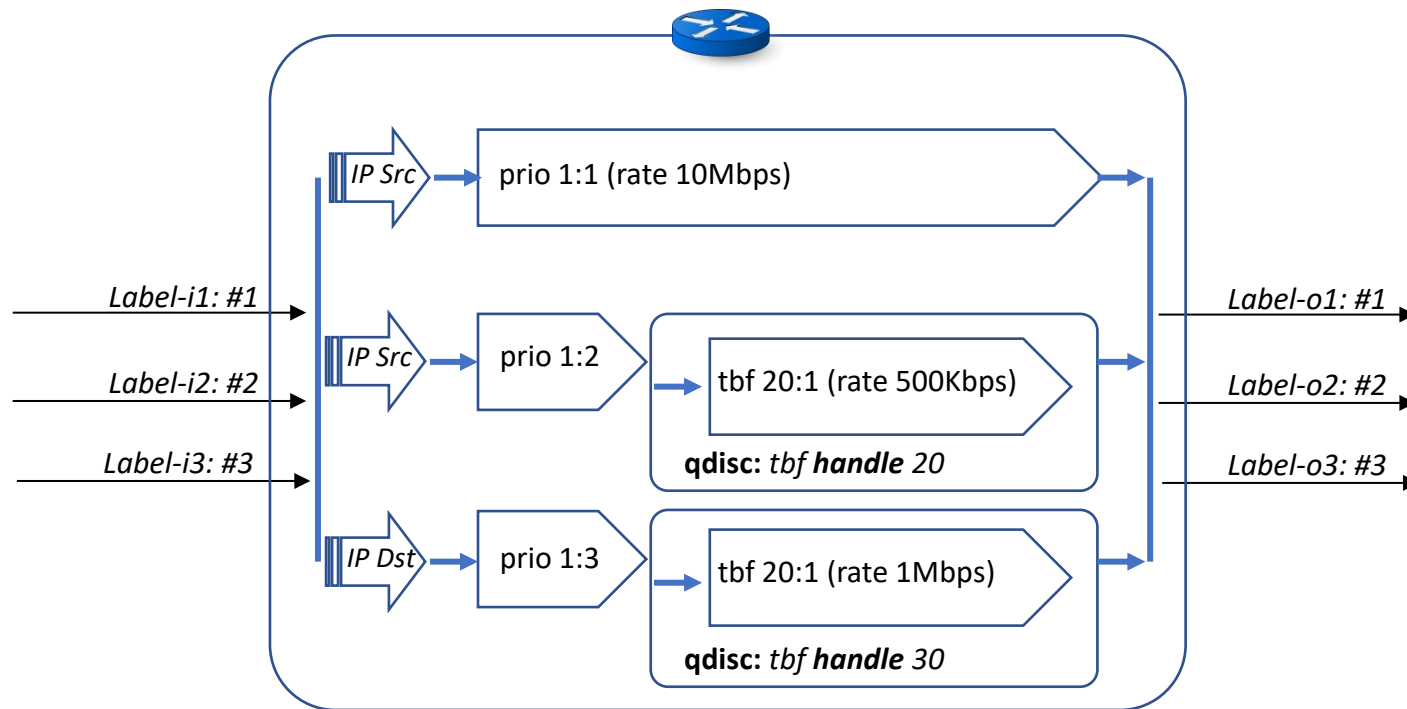 IP Src
prio 1:1 (rate 10Mbps)
Label-i1: #1
Label-o1: #1
IP Src
prio 1:2
tbf 20:1 (rate 500Kbps)
Label-i2: #2
Label-o2: #2
Label-i3: #3
qdisc: tbf handle 20
Label-o3: #3
IP Dst
prio 1:3
tbf 20:1 (rate 1Mbps)
qdisc: tbf handle 30